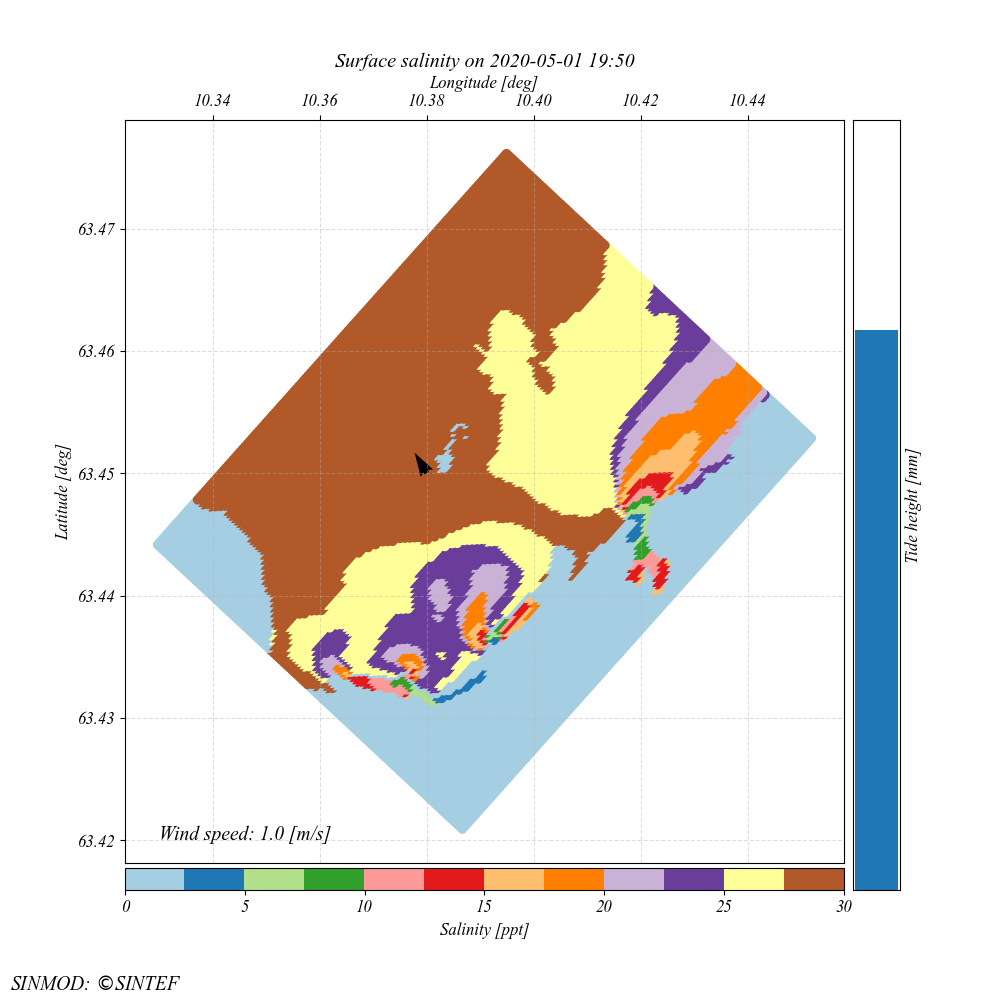 Surface salinity on 2020-05-01 19:50
Longitude [deg]
10.34 10.36 10.38 10.40 10.42 10.44
63.47
63.46
63.45
63.44
63.43
63.42
Latitude [deg]
Tide height [mm]
Wind speed: 1.0 [m/s]
0 5 10 15 20 25 30
Salinity [ppt]
SINMOD: ©SINTEF